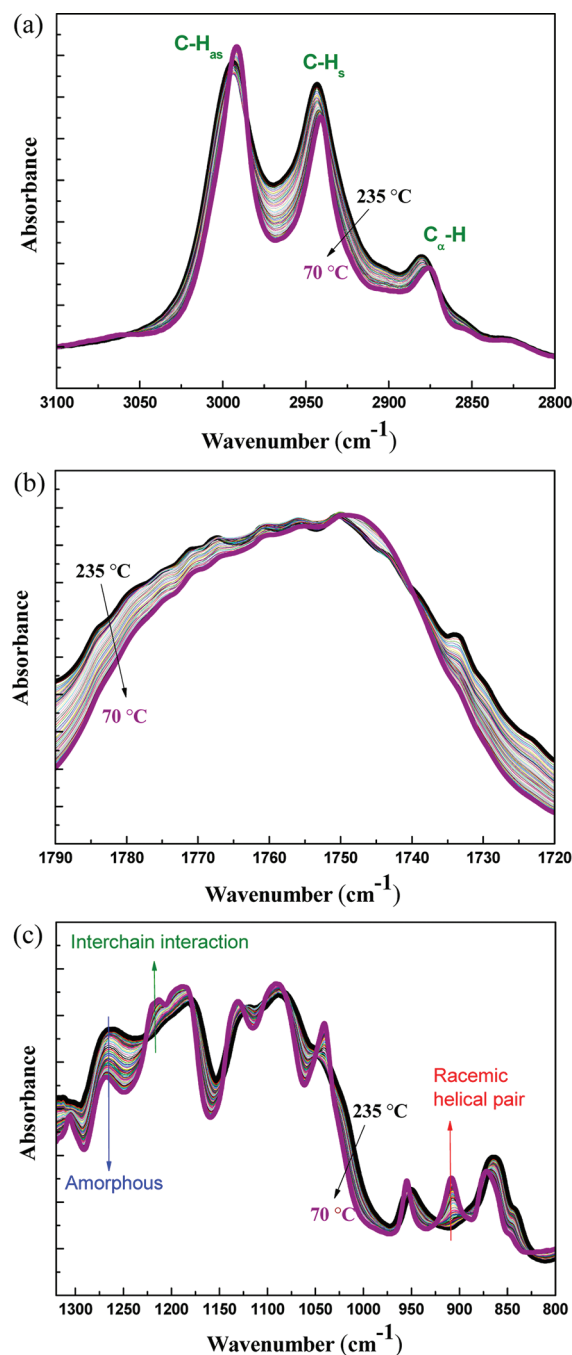 (a)
C-Has
C-Hs
235 °C
Cα-H
70 °C
Absorbance
3100 3050 3000 2950 2900 2850 2800
Wavenumber (cm-1)
(b)
235 °C
70 °C
Absorbance
1790 1780 1770 1760 1750 1740 1730 1720
Wavenumber (cm-1)
(c)
Interchain interaction
235 °C
Racemic
helical pair
Amorphous
70 °C
Absorbance
1300 1250 1200 1150 1100 1050 1000 950 900 850 800
Wavenumber (cm-1)